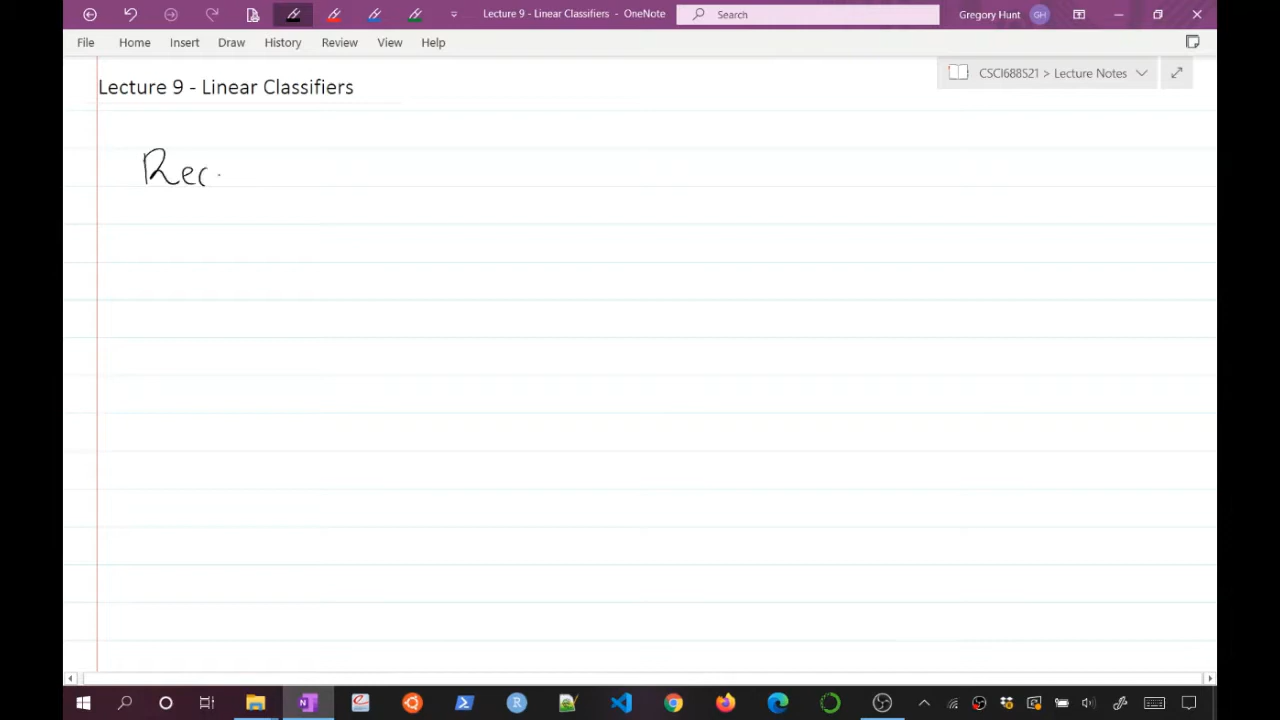 Lecture 9 - Linear Classifiers - OneNote
Search
Gregory Hunt
GH
File Home Insert Draw History Review View Help
Lecture 9 - Linear Classifiers
CSCI688S21 > Lecture Notes
Rec